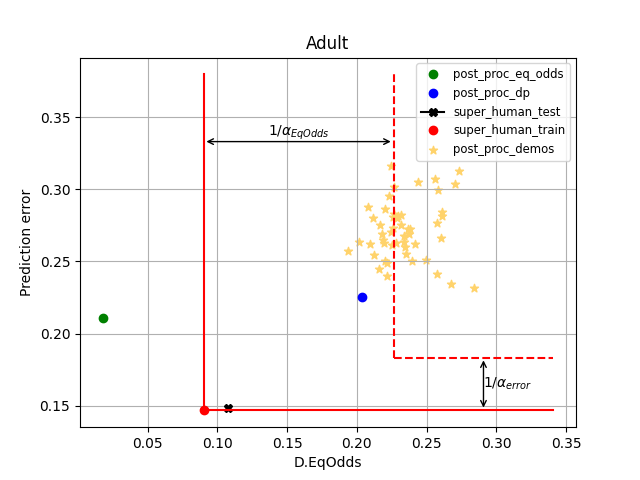 Adult
post_proc_eq_odds
post_proc_dp
super_human_test
super_human_train
post_proc_demos
1/α_EqOdds
1/α_error
Prediction error
0.35
0.30
0.25
0.20
0.15
0.05 0.10 0.15 0.20 0.25 0.30 0.35
D.EqOdds